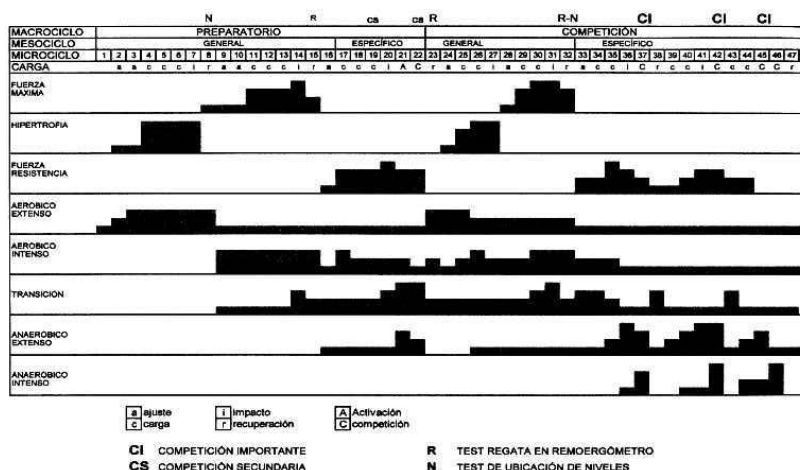 N R ca ca R R-N CI CI CI
MACROCICLO PREPARATORIO COMPETICIÓN
MESOCICLO GENERAL ESPECÍFICO GENERAL ESPECÍFICO
MICROCICLO 1 2 3 4 5 6 7 8 9 10 11 12 13 14 15 16 17 18 19 20 21 22 23 24 25 26 27 28 29 30 31 32 33 34 35 36 37 38 39 40 41 42 43 44 45 46 47
CARGA
FUERZA
MAXIMA
HIPERTROFIA
FUERZA
RESISTENCIA
AEROBICO
EXTENSO
AEROBICO
INTENSO
TRANSICION
ANAEROBICO
EXTENSO
ANAEROBICO
INTENSO
a ajuste i impacto A Activación
c carga r recuperación C competición
CI COMPETICIÓN IMPORTANTE R TEST REGATA EN REMOERGÓMETRO
CS COMPETICIÓN SECUNDARIA N TEST DE UBICACIÓN DE NIVELES